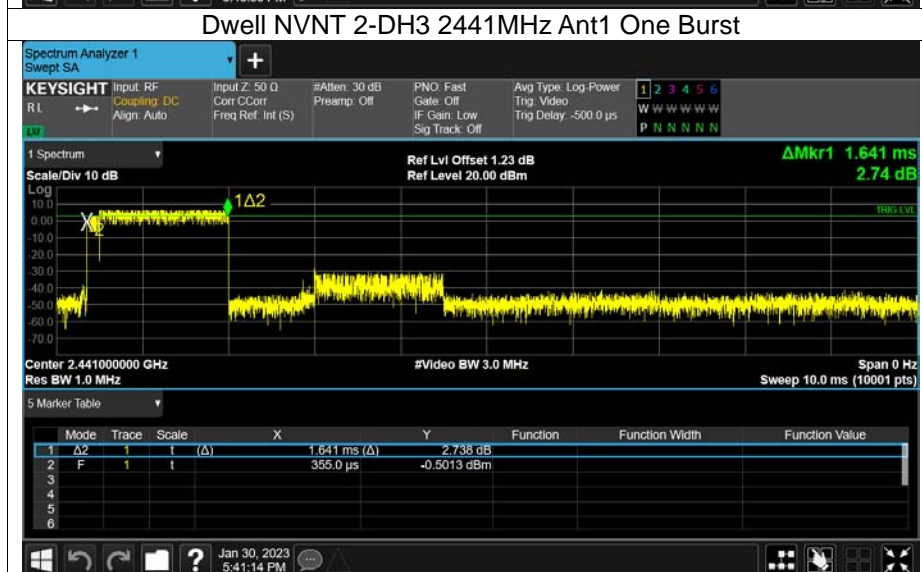 Dwell NVNT 2-DH3 2441MHz Ant1 One Burst
Spectrum Analyzer 1
Swept SA
+
KEYSIGHT Input: RF Input Z: 50 Ω #Atten: 30 dB PNO: Fast Avg Type: Log-Power 1 2 3 4 5 6
RL Coupling: DC Corr CCorr Preamp: Off Gate: Off Trig: Video W W W W W W
Align: Auto Freq Ref: Int (S) IF Gain: Low Trig Delay: -500.0 µs
LXI Sig Track: Off P N N N N N
1 Spectrum Ref Lvl Offset 1.23 dB ΔMkr1 1.641 ms
Scale/Div 10 dB Ref Level 20.00 dBm 2.74 dB
Log
10.0 1Δ2 TRIG LVL
0.00 X2
-10.0
-20.0
-30.0
-40.0
-50.0
-60.0
-70.0
Center 2.441000000 GHz #Video BW 3.0 MHz Span 0 Hz
Res BW 1.0 MHz Sweep 10.0 ms (10001 pts)
5 Marker Table
Mode Trace Scale X Y Function Function Width Function Value
1 Δ2 1 t (Δ) 1.641 ms (Δ) 2.738 dB
2 F 1 t 355.0 µs -0.5013 dBm
3
4
5
6
? Jan 30, 2023
5:41:14 PM